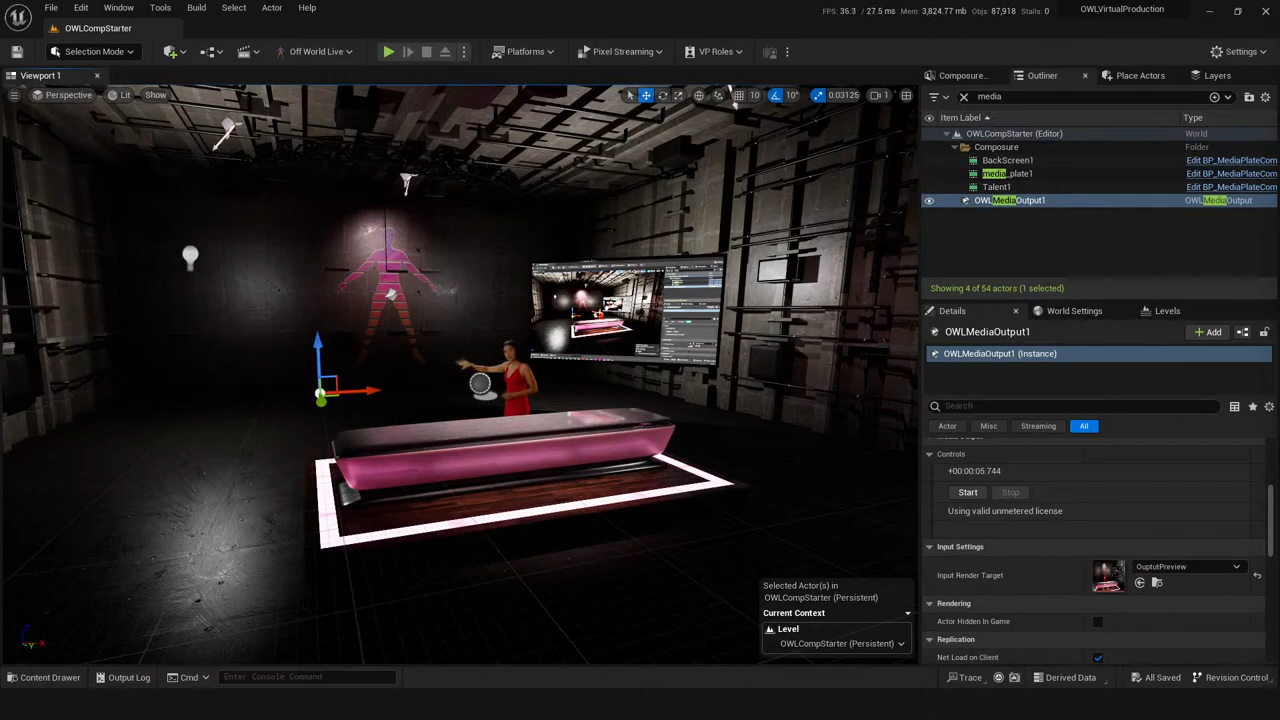 File Edit Window Tools Build Select Actor Help
FPS: 36.3 / 27.5 ms Mem: 3,824.77 mb Objs: 87,918 Stalls: 0
OWLVirtualProduction
OWLCompStarter
Selection Mode
Off World Live
Platforms
Pixel Streaming
VP Roles
Settings
Viewport 1
Perspective
Lit
Show
10
10°
0.03125
1
Composure...
Outliner
Place Actors
Layers
media
Item Label
Type
OWLCompStarter (Editor)
World
Composure
Folder
BackScreen1
Edit BP_MediaPlateCom
media_plate1
Edit BP_MediaPlateCom
Talent1
Edit BP_MediaPlateCom
OWLMediaOutput1
OWLMediaOutput
Showing 4 of 54 actors (1 selected)
Details
World Settings
Levels
OWLMediaOutput1
Add
OWLMediaOutput1 (Instance)
Search
Actor
Misc
Streaming
All
Controls
+00:00:05.744
Start
Stop
Using valid unmetered license
Input Settings
Input Render Target
OuptutPreview
Rendering
Actor Hidden In Game
Replication
Net Load on Client
Selected Actor(s) in
OWLCompStarter (Persistent)
Current Context
Level
OWLCompStarter (Persistent)
Content Drawer
Output Log
Cmd
Enter Console Command
Trace
Derived Data
All Saved
Revision Control